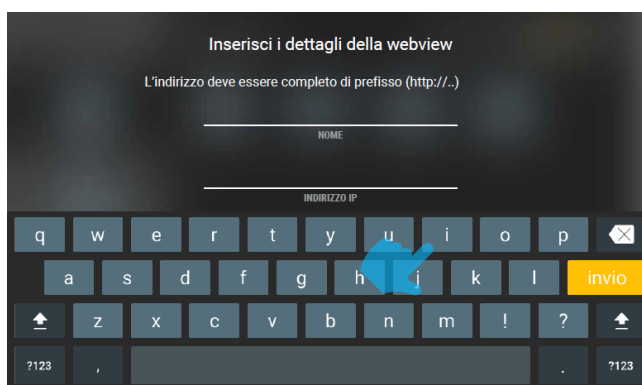 Inserisci i dettagli della webview
L'indirizzo deve essere completo di prefisso (http://..)
NOME
INDIRIZZO IP
q w e r t y u i o p
a s d f g h j k l invio
z x c v b n m ! ?
?123 , . ?123